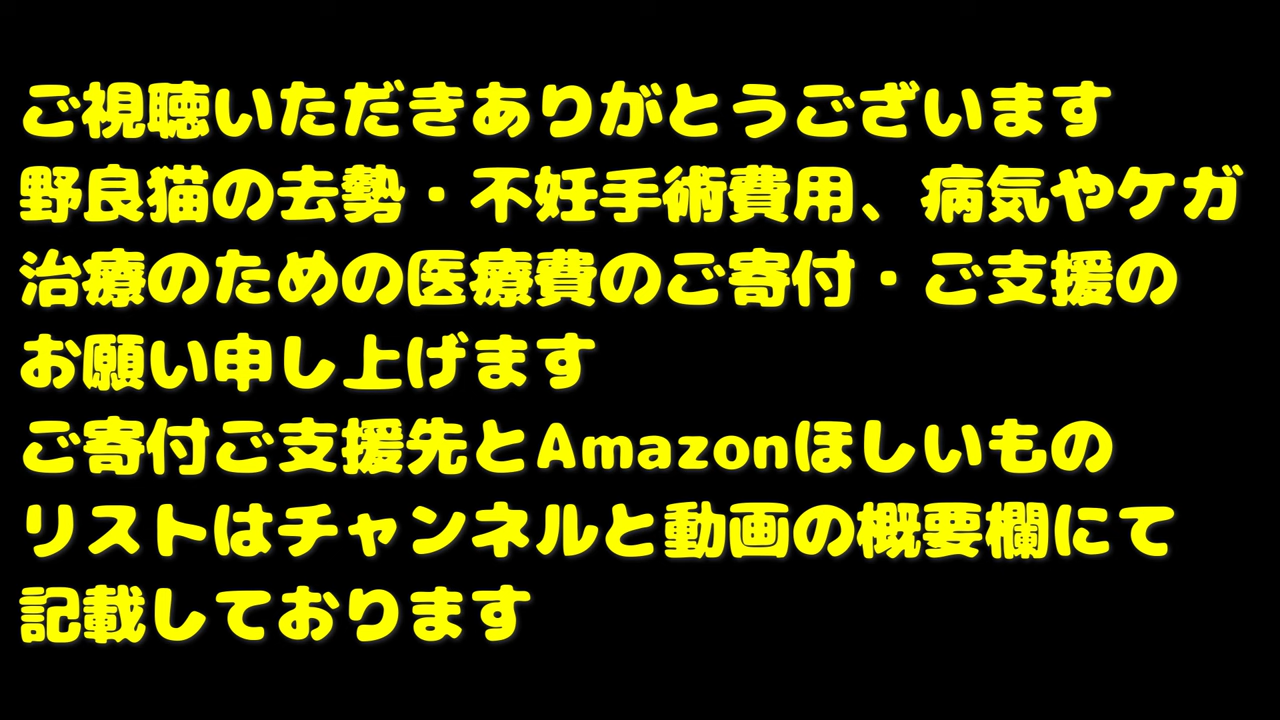 ご視聴いただきありがとうございます
野良猫の去勢・不妊手術費用、病気やケガ
治療のための医療費のご寄付・ご支援の
お願い申し上げます
ご寄付ご支援先とAmazonほしいもの
リストはチャンネルと動画の概要欄にて
記載しております